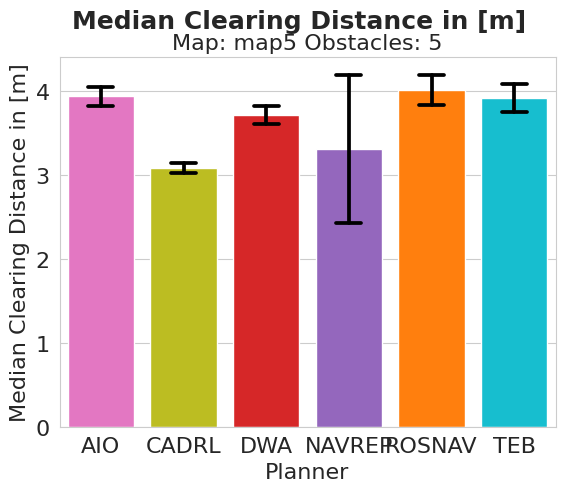 Median Clearing Distance in [m]
Map: map5 Obstacles: 5
Median Clearing Distance in [m]
4
3
2
1
0
AIO CADRL DWA NAVREP ROSNAV TEB
Planner